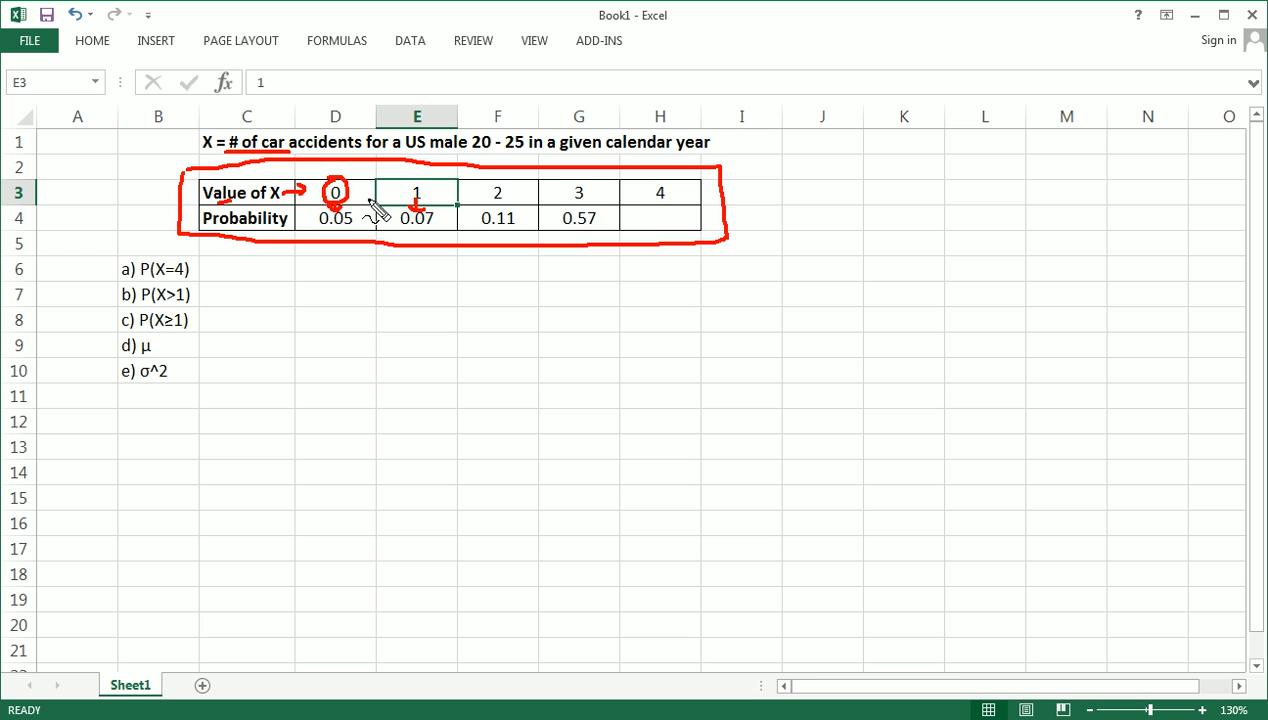 Book1 - Excel
?
FILE HOME INSERT PAGE LAYOUT FORMULAS DATA REVIEW VIEW ADD-INS Sign in
E3 fx 1
A B C D E F G H I J K L M N O
1 X = # of car accidents for a US male 20 - 25 in a given calendar year
2
3 Value of X 0 1 2 3 4
4 Probability 0.05 0.07 0.11 0.57
5
6 a) P(X=4)
7 b) P(X>1)
8 c) P(X≥1)
9 d) μ
10 e) σ^2
11
12
13
14
15
16
17
18
19
20
21
Sheet1
READY 130%